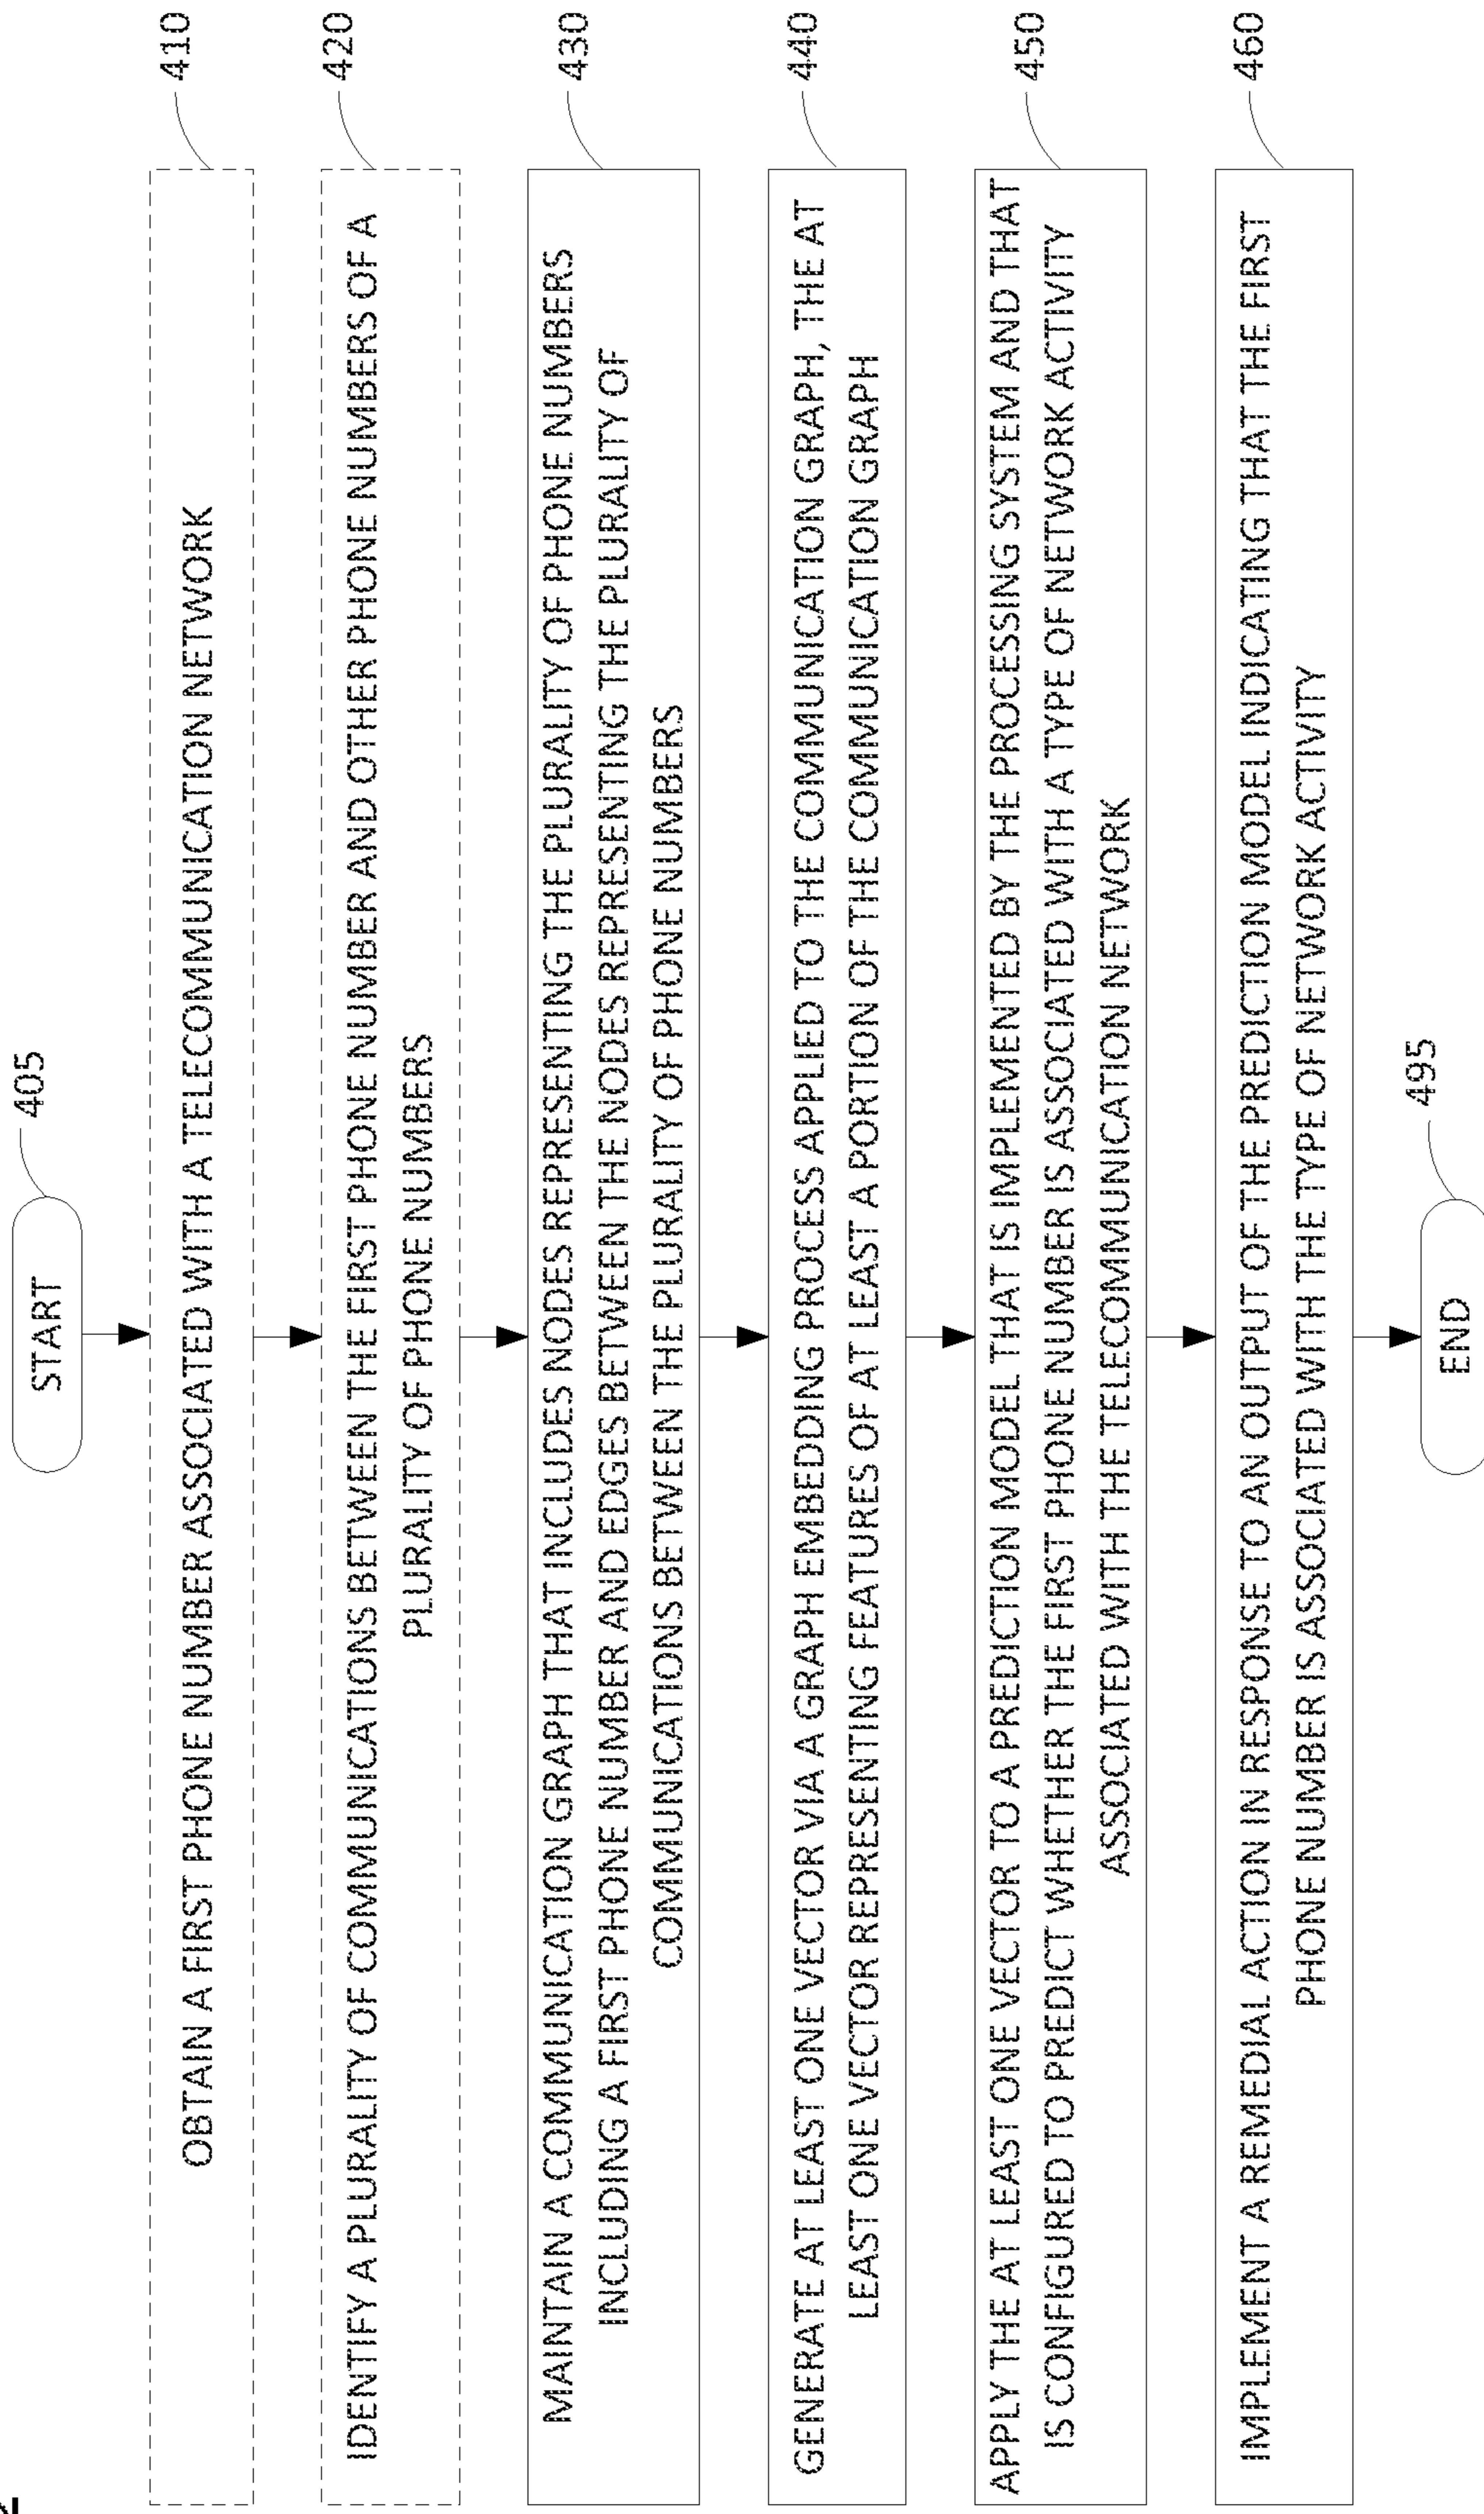 405
START
410
OBTAIN A FIRST PHONE NUMBER ASSOCIATED WITH A TELECOMMUNICATION NETWORK
420
IDENTIFY A PLURALITY OF COMMUNICATIONS BETWEEN THE FIRST PHONE NUMBER AND OTHER PHONE NUMBERS OF A
PLURALITY OF PHONE NUMBERS
430
MAINTAIN A COMMUNICATION GRAPH THAT INCLUDES NODES REPRESENTING THE PLURALITY OF PHONE NUMBERS
INCLUDING A FIRST PHONE NUMBER AND EDGES BETWEEN THE NODES REPRESENTING THE PLURALITY OF
COMMUNICATIONS BETWEEN THE PLURALITY OF PHONE NUMBERS
440
GENERATE AT LEAST ONE VECTOR VIA A GRAPH EMBEDDING PROCESS APPLIED TO THE COMMUNICATION GRAPH, THE AT
LEAST ONE VECTOR REPRESENTING FEATURES OF AT LEAST A PORTION OF THE COMMUNICATION GRAPH
450
APPLY THE AT LEAST ONE VECTOR TO A PREDICTION MODEL THAT IS IMPLEMENTED BY THE PROCESSING SYSTEM AND THAT
IS CONFIGURED TO PREDICT WHETHER THE FIRST PHONE NUMBER IS ASSOCIATED WITH A TYPE OF NETWORK ACTIVITY
ASSOCIATED WITH THE TELECOMMUNICATION NETWORK
460
IMPLEMENT A REMEDIAL ACTION IN RESPONSE TO AN OUTPUT OF THE PREDICTION MODEL INDICATING THAT THE FIRST
PHONE NUMBER IS ASSOCIATED WITH THE TYPE OF NETWORK ACTIVITY
495
END